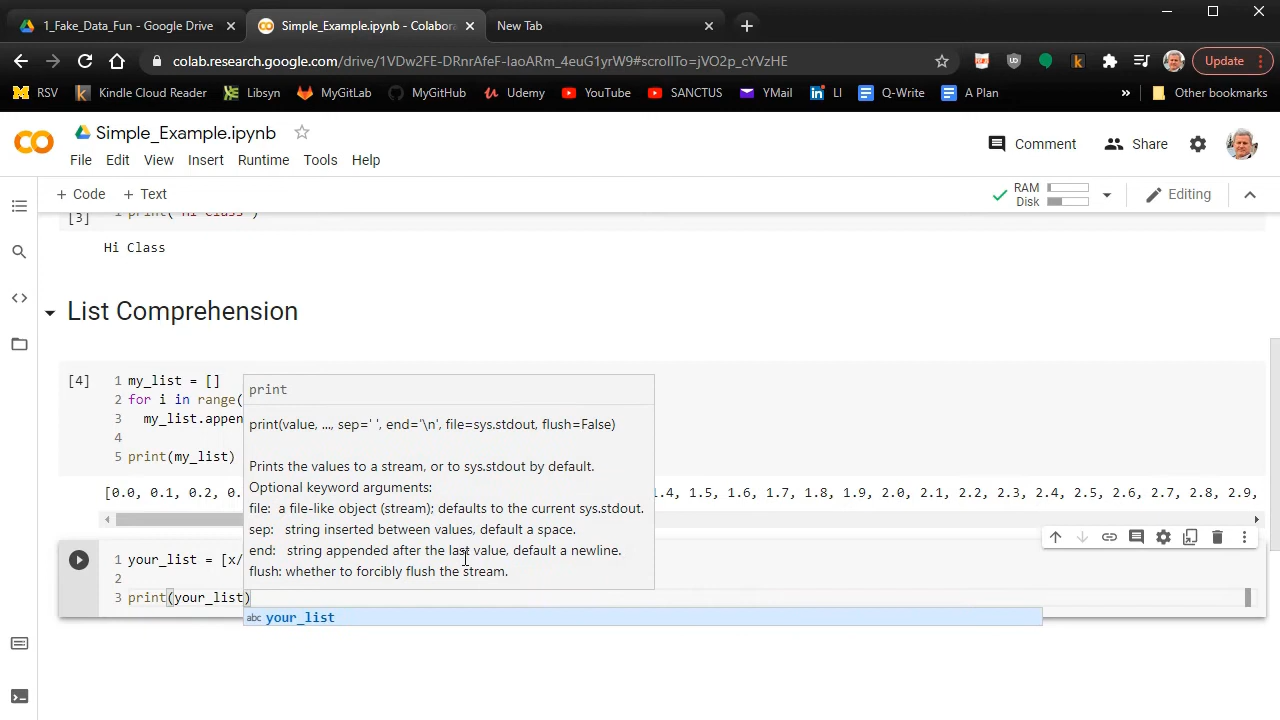 1_Fake_Data_Fun - Google Drive
Simple_Example.ipynb - Colabora
New Tab
colab.research.google.com/drive/1VDw2FE-DRnrAfeF-laoARm_4euG1yrW9#scrollTo=jVO2p_cYVzHE
Update
RSV
Kindle Cloud Reader
Libsyn
MyGitLab
MyGitHub
Udemy
YouTube
SANCTUS
YMail
LI
Q-Write
A Plan
»
Other bookmarks
Simple_Example.ipynb
Comment
Share
File Edit View Insert Runtime Tools Help
+ Code + Text
RAM
Disk
Editing
[3] 1 print("Hi Class")
Hi Class
List Comprehension
[4] 1 my_list = []
2 for i in range(
3 my_list.appen
4
5 print(my_list)
print
print(value, ..., sep=' ', end='\n', file=sys.stdout, flush=False)
Prints the values to a stream, or to sys.stdout by default.
Optional keyword arguments:
file: a file-like object (stream); defaults to the current sys.stdout.
sep: string inserted between values, default a space.
end: string appended after the last value, default a newline.
flush: whether to forcibly flush the stream.
[0.0, 0.1, 0.2, 0. 1.4, 1.5, 1.6, 1.7, 1.8, 1.9, 2.0, 2.1, 2.2, 2.3, 2.4, 2.5, 2.6, 2.7, 2.8, 2.9,
1 your_list = [x/
2
3 print(your_list)
abc your_list